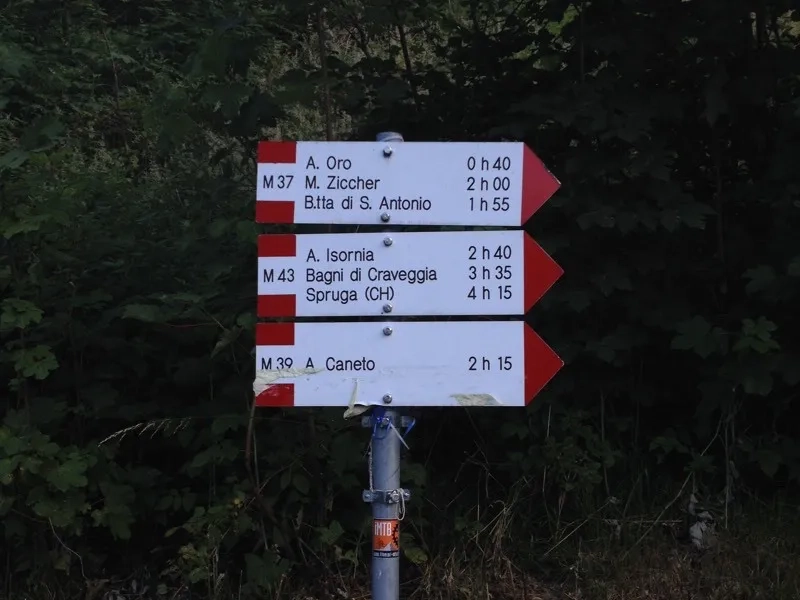 M 37
A. Oro 0 h 40
M. Ziccher 2 h 00
B.tta di S. Antonio 1 h 55
M 43
A. Isornia 2 h 40
Bagni di Craveggia 3 h 35
Spruga (CH) 4 h 15
M 39 A. Caneto 2 h 15
MTB